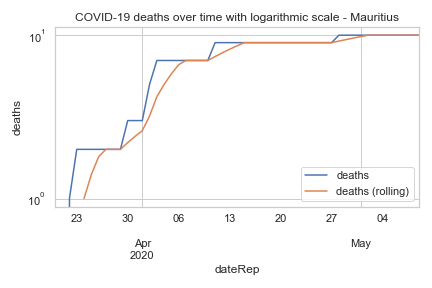 COVID-19 deaths over time with logarithmic scale - Mauritius
10¹
deaths
10⁰
deaths
deaths (rolling)
23 30 06 13 20 27 04
Apr May
2020
dateRep